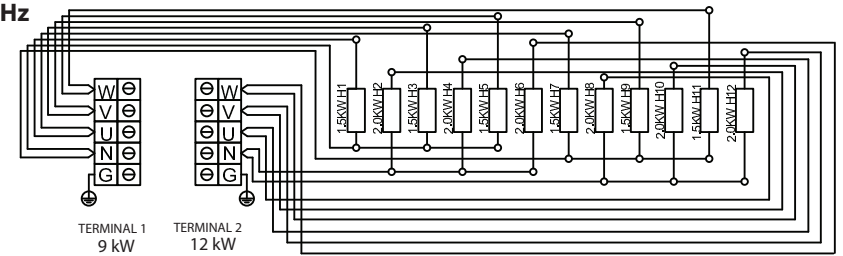 Hz
1.5KW H1
2.0KW H2
1.5KW H3
2.0KW H4
1.5KW H5
2.0KW H6
1.5KW H7
2.0KW H8
1.5KW H9
2.0KW H10
1.5KW H11
2.0KW H12
W
V
U
N
G
W
V
U
N
G
TERMINAL 1
9 kW
TERMINAL 2
12 kW